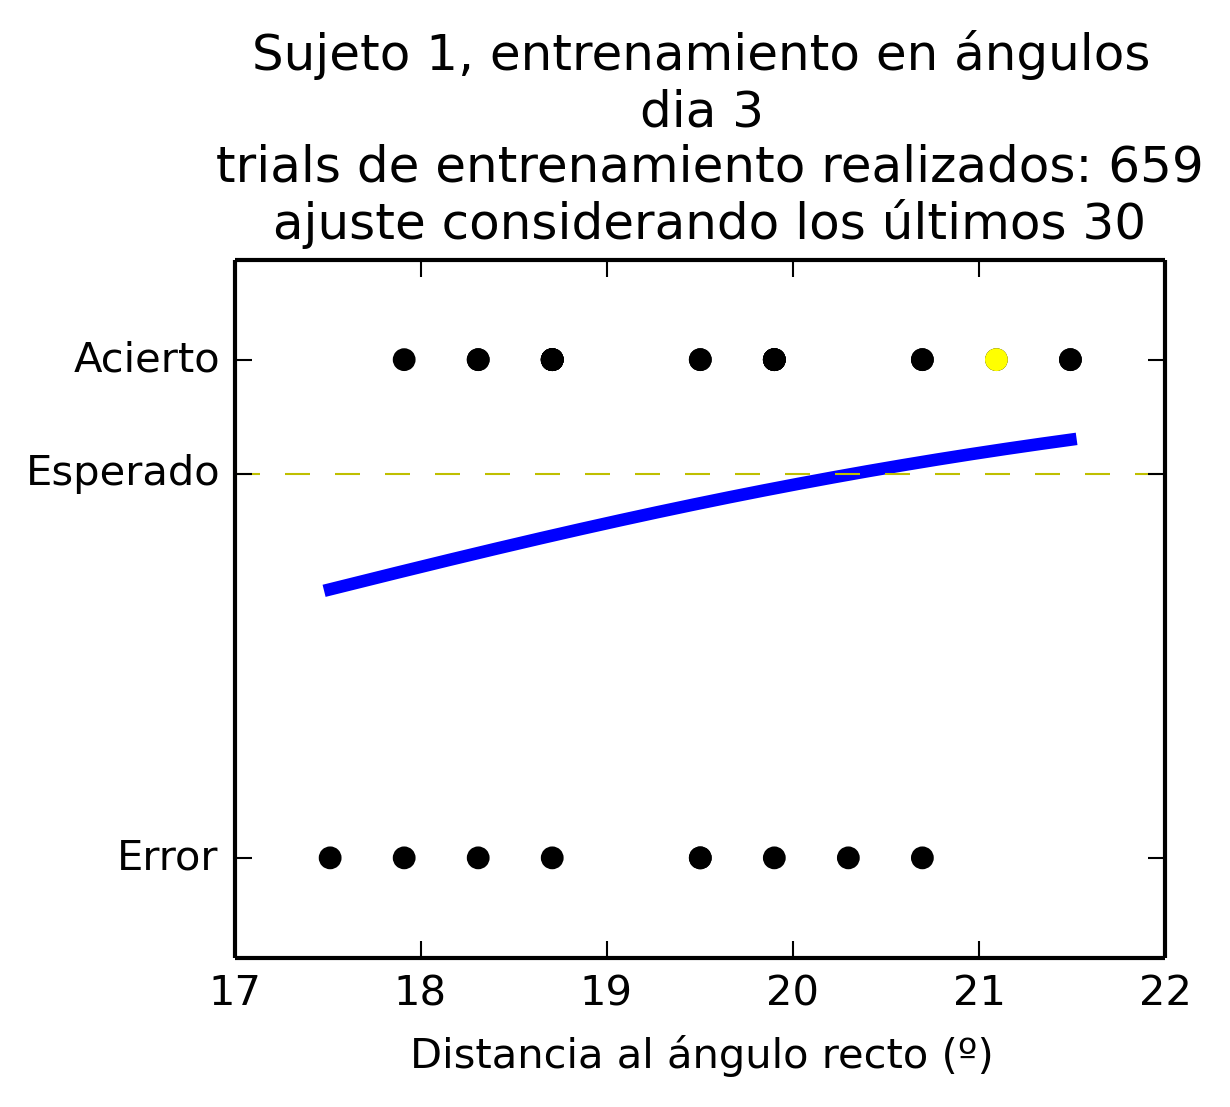 Sujeto 1, entrenamiento en ángulos
dia 3
trials de entrenamiento realizados: 659
ajuste considerando los últimos 30
Acierto
Esperado
Error
17 18 19 20 21 22
Distancia al ángulo recto (º)